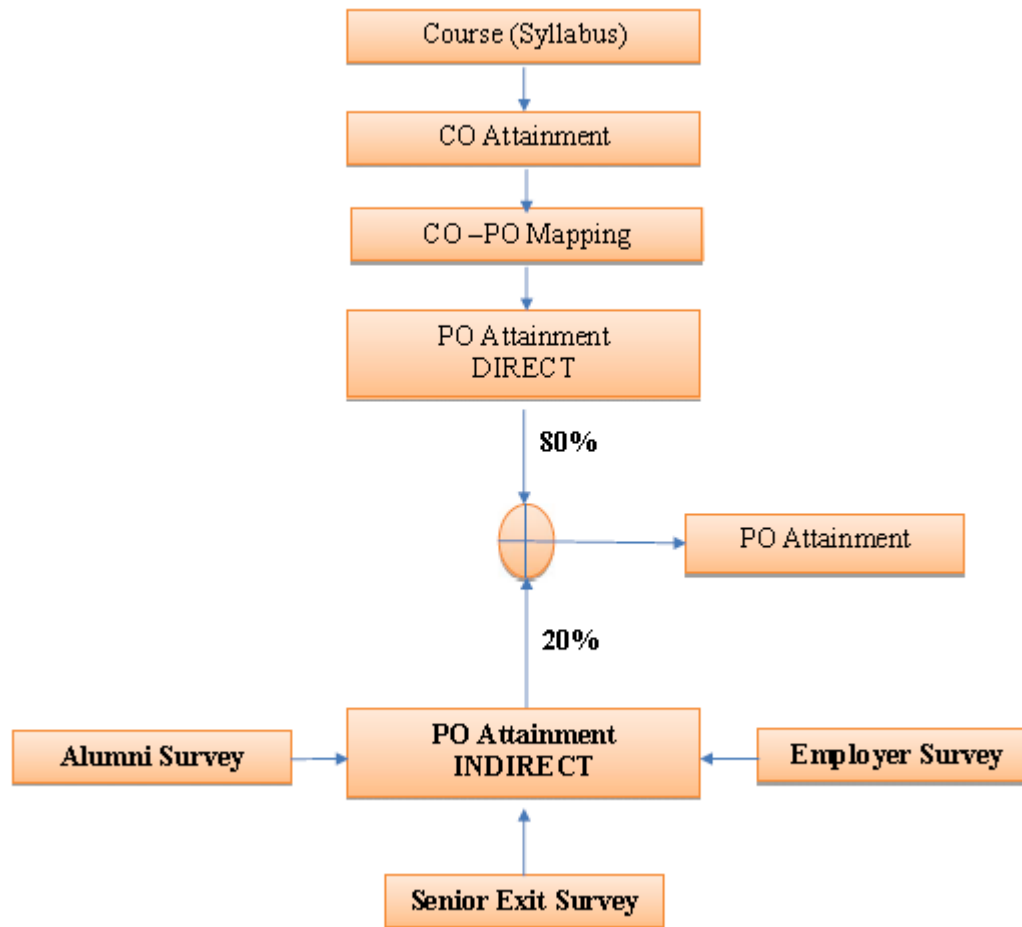 Course (Syllabus)
CO Attainment
CO –PO Mapping
PO Attainment
DIRECT
80%
PO Attainment
20%
PO Attainment
INDIRECT
Alumni Survey
Employer Survey
Senior Exit Survey